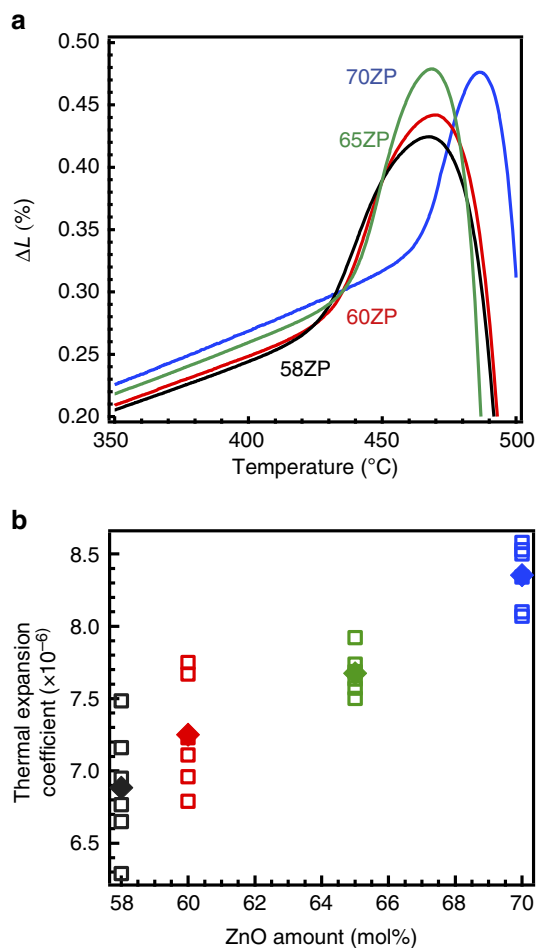 a
0.50
0.45
0.40
0.35
0.30
0.25
0.20
ΔL (%)
70ZP
65ZP
60ZP
58ZP
350
400
450
500
Temperature (°C)
b
8.5
8.0
7.5
7.0
6.5
Thermal expansion
coefficient (×10⁻⁶)
58
60
62
64
66
68
70
ZnO amount (mol%)